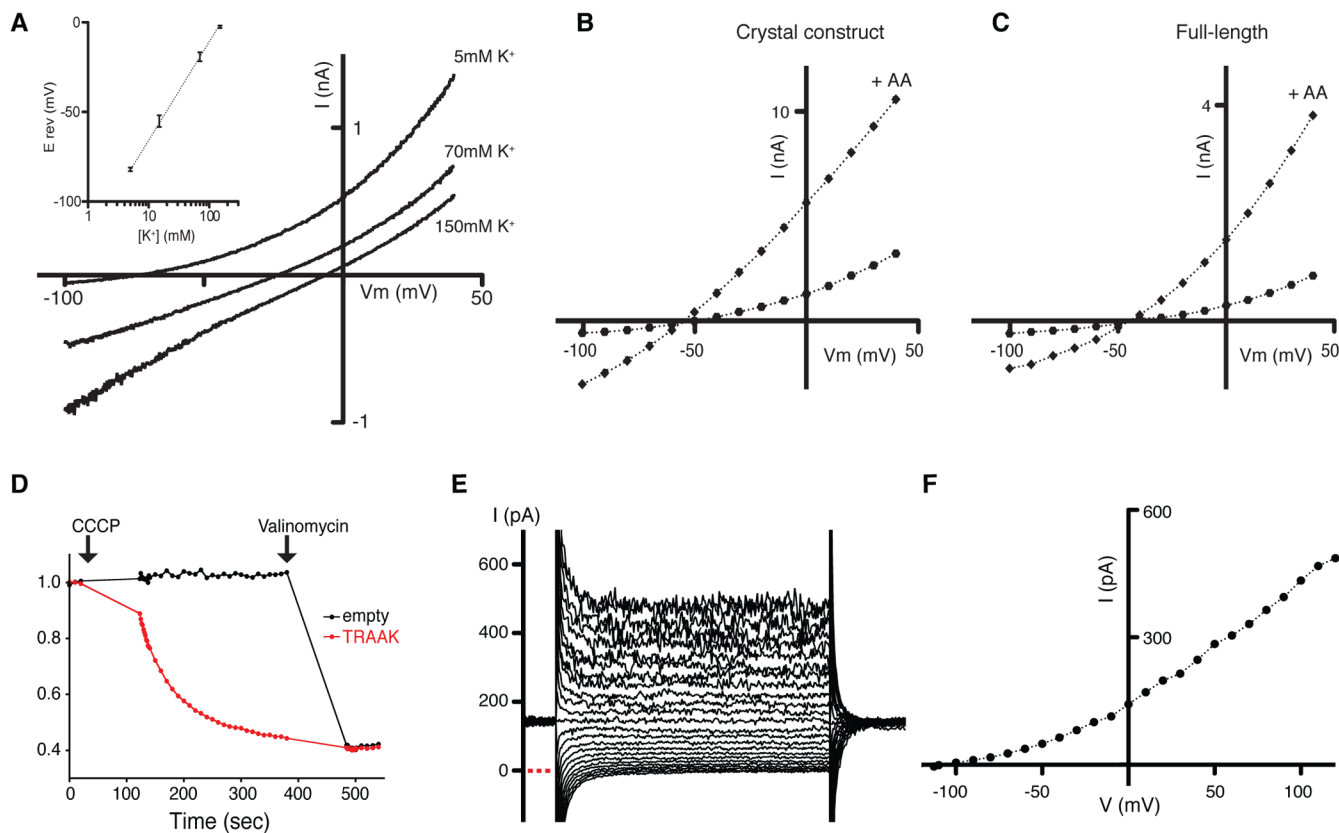 A
0
-50
-100
E rev (mV)
1
10
100
[K⁺] (mM)
I (nA)
1
-1
5mM K⁺
70mM K⁺
150mM K⁺
-100
Vm (mV)
50
B
Crystal construct
+ AA
10
I (nA)
-100
-50
Vm (mV)
50
C
Full-length
+ AA
4
I (nA)
-100
-50
Vm (mV)
50
D
CCCP
Valinomycin
1.0
0.8
0.6
0.4
empty
TRAAK
0
100
200
300
400
500
Time (sec)
E
I (pA)
600
400
200
0
F
600
300
I (pA)
-100
-50
50
100
V (mV)